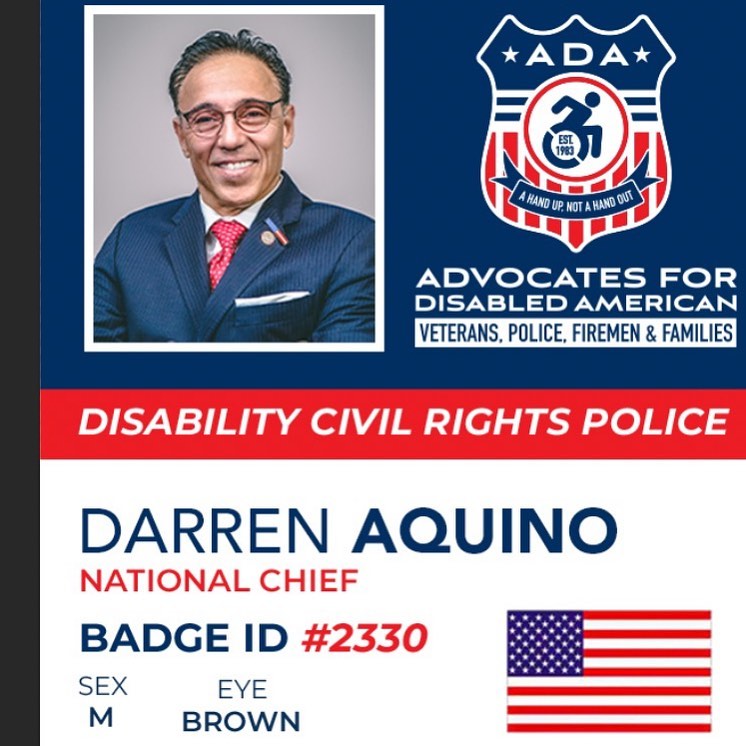 ADA
EST.
1983
A HAND UP, NOT A HAND OUT
ADVOCATES FOR
DISABLED AMERICAN
VETERANS, POLICE, FIREMEN & FAMILIES
DISABILITY CIVIL RIGHTS POLICE
DARREN AQUINO
NATIONAL CHIEF
BADGE ID #2330
SEX EYE
M BROWN